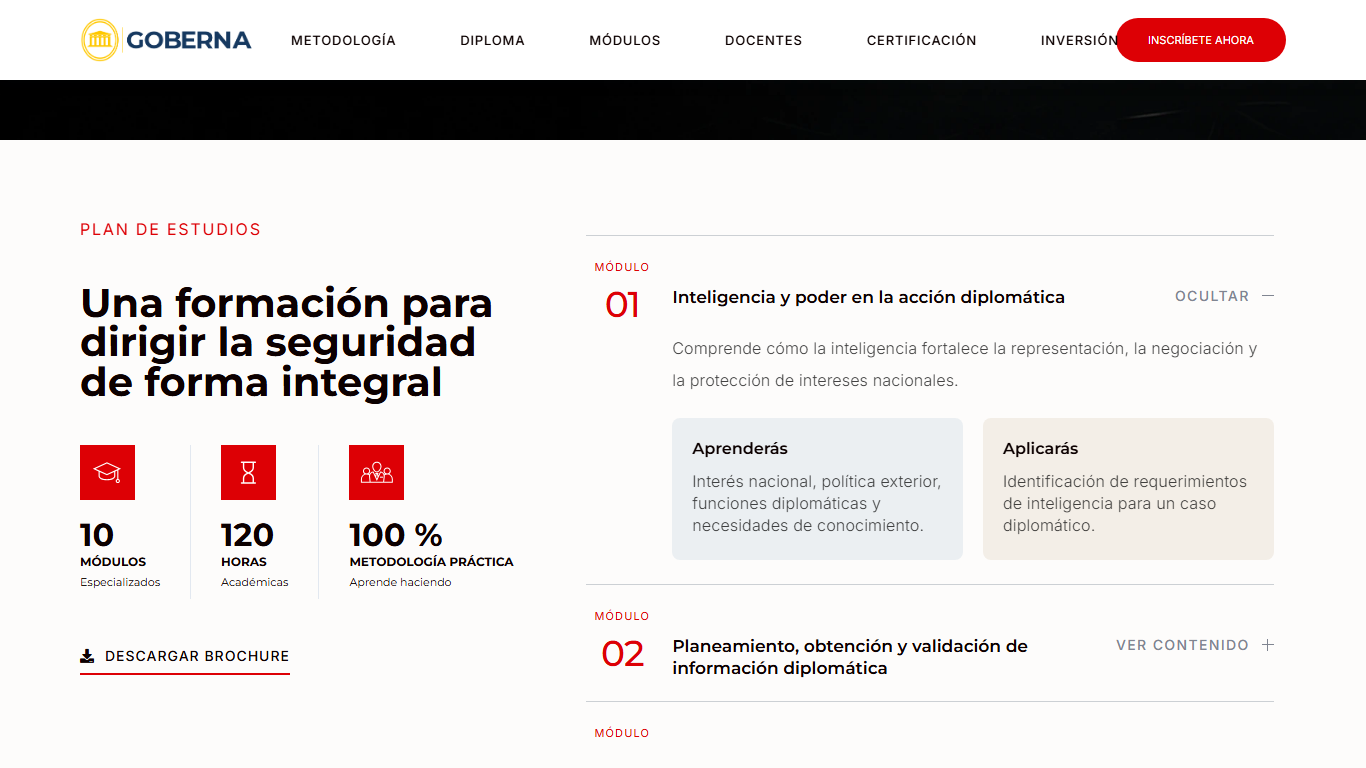 GOBERNA
METODOLOGÍA
DIPLOMA
MÓDULOS
DOCENTES
CERTIFICACIÓN
INVERSIÓN
INSCRÍBETE AHORA
PLAN DE ESTUDIOS
Una formación para
dirigir la seguridad
de forma integral
10
MÓDULOS
Especializados
120
HORAS
Académicas
100 %
METODOLOGÍA PRÁCTICA
Aprende haciendo
DESCARGAR BROCHURE
MÓDULO
01
Inteligencia y poder en la acción diplomática
OCULTAR
Comprende cómo la inteligencia fortalece la representación, la negociación y
la protección de intereses nacionales.
Aprenderás
Interés nacional, política exterior,
funciones diplomáticas y
necesidades de conocimiento.
Aplicarás
Identificación de requerimientos
de inteligencia para un caso
diplomático.
MÓDULO
02
Planeamiento, obtención y validación de
información diplomática
VER CONTENIDO
MÓDULO